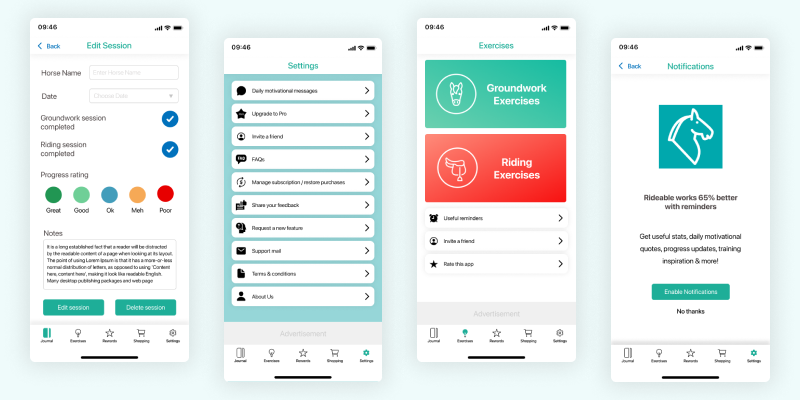 09:46
Back
Edit Session
Horse Name
Enter Horse Name
Date
Choose Date
Groundwork session
completed
Riding session
completed
Progress rating
Great
Good
Ok
Meh
Poor
Notes
It is a long established fact that a reader will be distracted
by the readable content of a page when looking at its layout.
The point of using Lorem Ipsum is that it has a more-or-less
normal distribution of letters, as opposed to using 'Content
here, content here', making it look like readable English.
Many desktop publishing packages and web page
Edit session
Delete session
Journal
Exercises
Rewards
Shopping
Settings
09:46
Settings
Daily motivational messages
Upgrade to Pro
Invite a friend
FAQ
FAQs
Manage subscription / restore purchases
Share your feedback
Request a new feature
Support mail
Terms & conditions
About Us
Advertisement
Journal
Exercises
Rewards
Shopping
Settings
09:46
Exercises
Groundwork
Exercises
Riding
Exercises
Useful reminders
Invite a friend
Rate this app
Advertisement
Journal
Exercises
Rewards
Shopping
Settings
09:46
Back
Notifications
Rideable works 65% better
with reminders
Get useful stats, daily motivational
quotes, progress updates, training
inspiration & more!
Enable Notifications
No thanks
Journal
Exercises
Rewards
Shopping
Settings